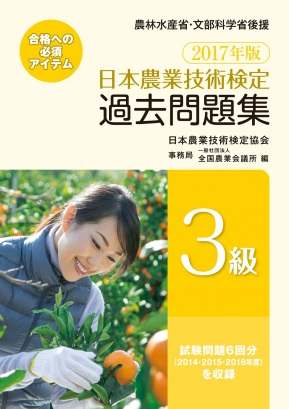 農林水産省・文部科学省後援
合格への
必須
アイテム
2017年版
日本農業技術検定
過去問題集
日本農業技術検定協会
事務局 一般社団法人 全国農業会議所 編
3級
試験問題6回分
(2014・2015・2016年度)
を収録